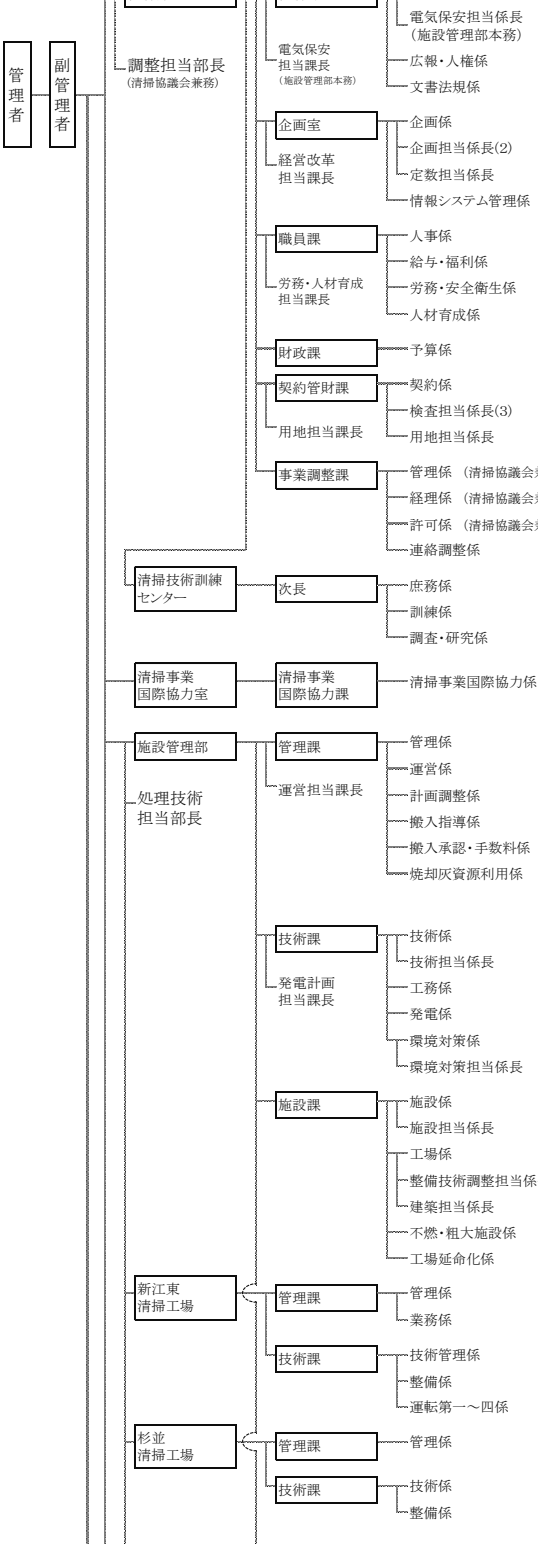 管理者
副管理者
調整担当部長
(清掃協議会兼務)
電気保安
担当課長
(施設管理部本務)
電気保安担当係長
(施設管理部本務)
広報・人権係
文書法規係
企画室
経営改革
担当課長
企画係
企画担当係長(2)
定数担当係長
情報システム管理係
職員課
労務・人材育成
担当課長
人事係
給与・福利係
労務・安全衛生係
人材育成係
財政課
予算係
契約管財課
用地担当課長
契約係
検査担当係長(3)
用地担当係長
事業調整課
管理係 (清掃協議会
経理係 (清掃協議会
許可係 (清掃協議会
連絡調整係
清掃技術訓練
センター
次長
庶務係
訓練係
調査・研究係
清掃事業
国際協力室
清掃事業
国際協力課
清掃事業国際協力係
施設管理部
処理技術
担当部長
管理課
運営担当課長
管理係
運営係
計画調整係
搬入指導係
搬入承認・手数料係
焼却灰資源利用係
技術課
発電計画
担当課長
技術係
技術担当係長
工務係
発電係
環境対策係
環境対策担当係長
施設課
施設係
施設担当係長
工場係
整備技術調整担当係
建築担当係長
不燃・粗大施設係
工場延命化係
新江東
清掃工場
管理課
管理係
業務係
技術課
技術管理係
整備係
運転第一～四係
杉並
清掃工場
管理課
管理係
技術課
技術係
整備係